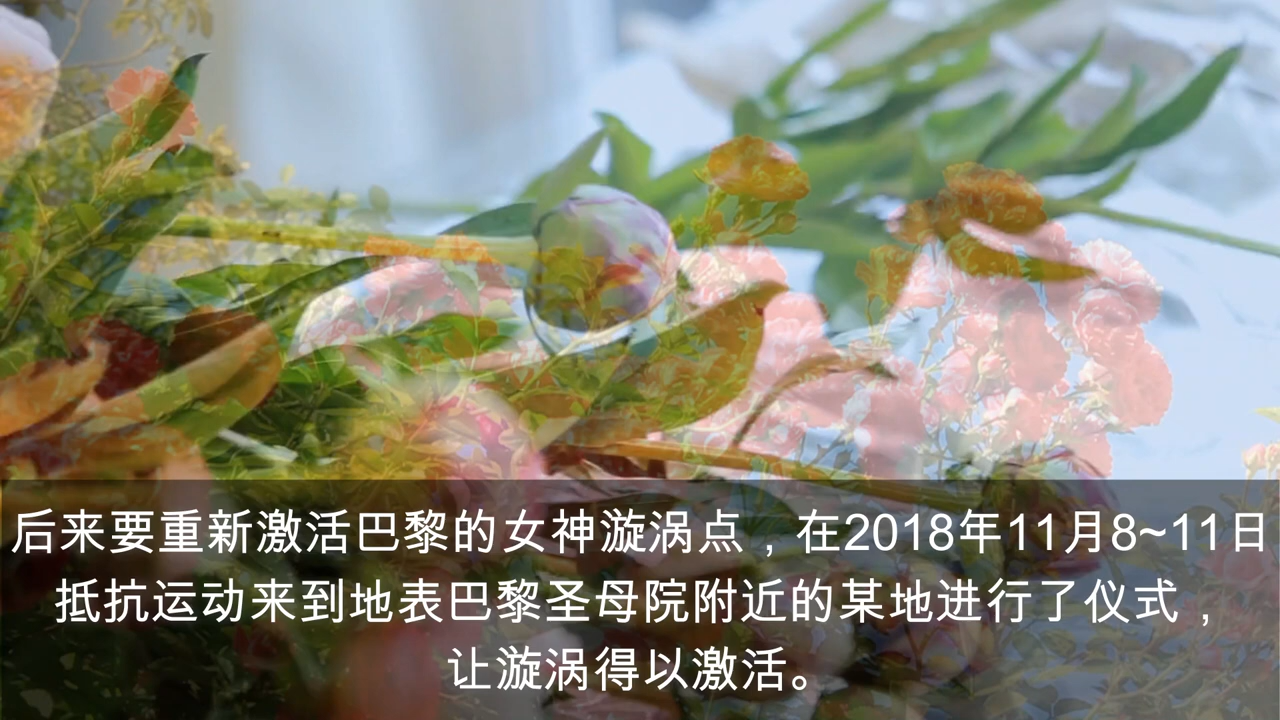 后来要重新激活巴黎的女神漩涡点，在2018年11月8~11日
抵抗运动来到地表巴黎圣母院附近的某地进行了仪式，
让漩涡得以激活。